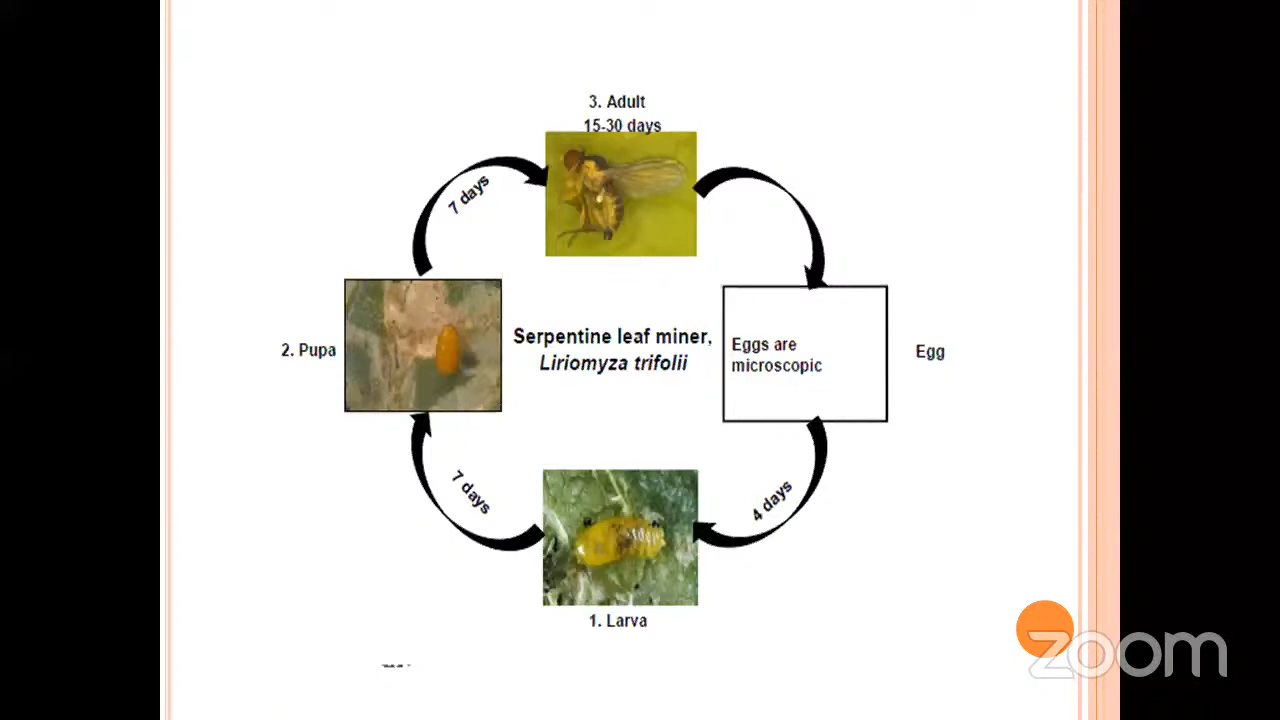 3. Adult
15-30 days
7 days
2. Pupa
Serpentine leaf miner,
Liriomyza trifolii
Eggs are
microscopic
Egg
7 days
4 days
1. Larva
zoom